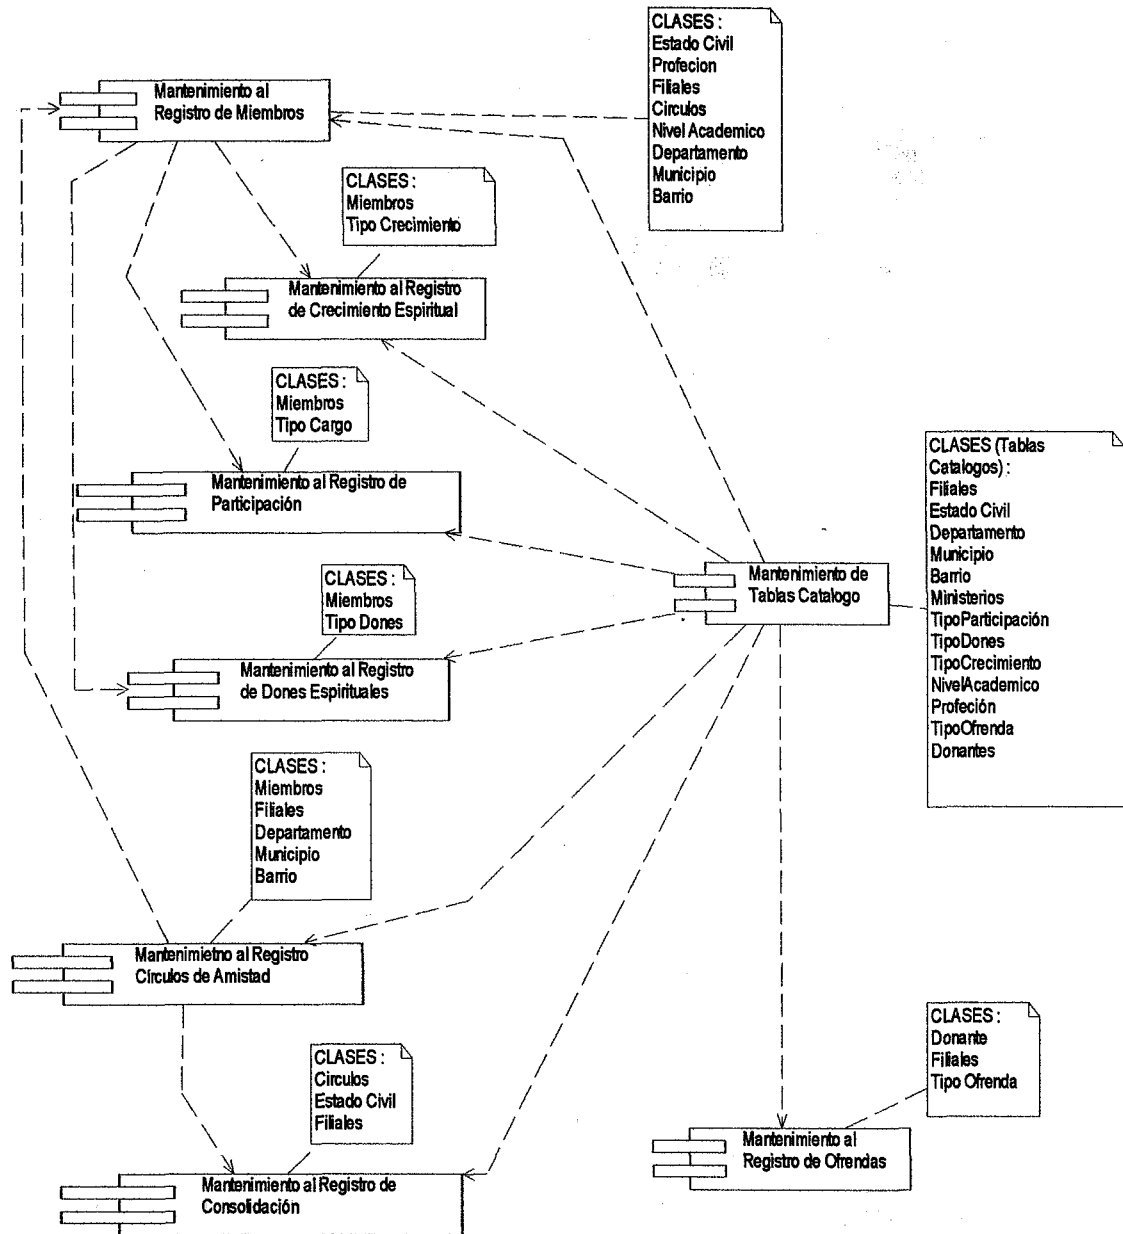 CLASES :
Estado Civil
Profecion
Filiales
Circulos
Nivel Academico
Departamento
Municipio
Barrio
Mantenimiento al
Registro de Miembros
CLASES :
Miembros
Tipo Crecimiento
Mantenimiento al Registro
de Crecimiento Espiritual
CLASES :
Miembros
Tipo Cargo
Mantenimiento al Registro de
Participación
CLASES (Tablas
Catalogos) :
Filiales
Estado Civil
Departamento
Municipio
Barrio
Ministerios
TipoParticipación
TipoDones
TipoCrecimiento
NivelAcademico
Profeción
TipoOfrenda
Donantes
Mantenimiento de
Tablas Catalogo
CLASES :
Miembros
Tipo Dones
Mantenimiento al Registro
de Dones Espirituales
CLASES :
Miembros
Filiales
Departamento
Municipio
Barrio
Mantenimietno al Registro
Círculos de Amistad
CLASES :
Circulos
Estado Civil
Filiales
Mantenimiento al Registro de
Consolidación
CLASES :
Donante
Filiales
Tipo Ofrenda
Mantenimiento al
Registro de Ofrendas